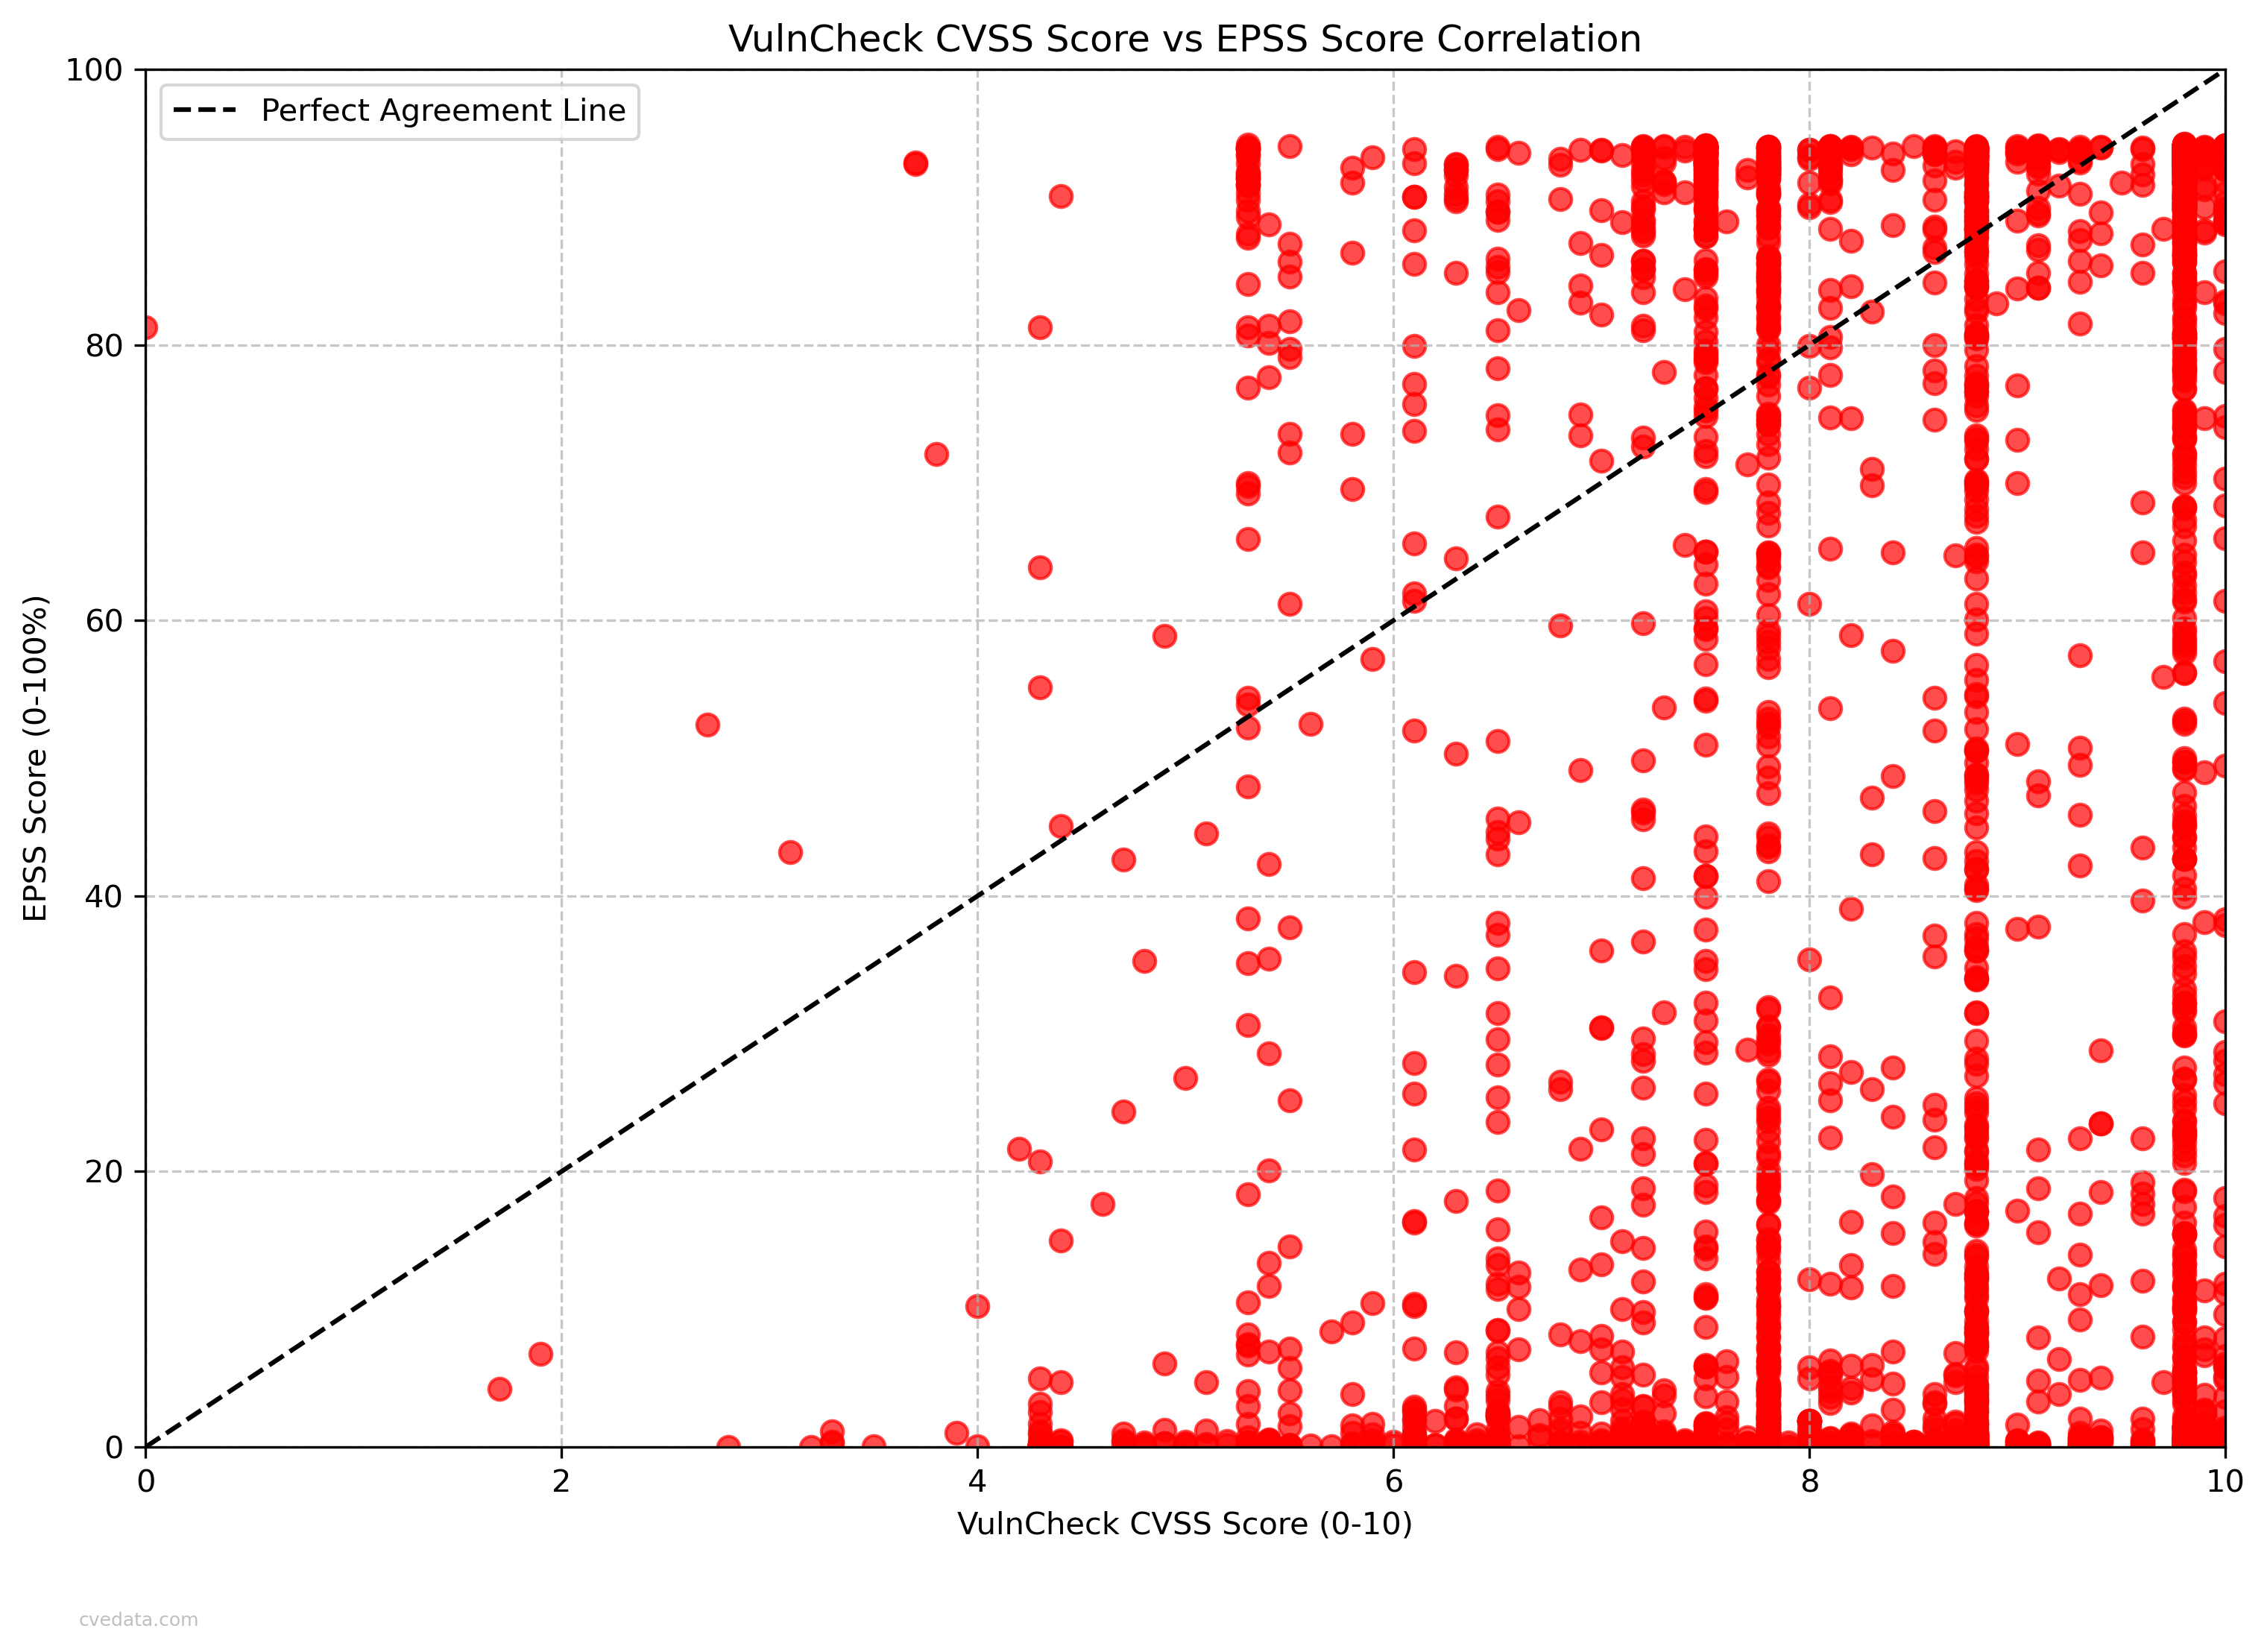 VulnCheck CVSS Score vs EPSS Score Correlation
100
Perfect Agreement Line
80
60
40
20
0
EPSS Score (0-100%)
0 2 4 6 8 10
VulnCheck CVSS Score (0-10)
cvedata.com